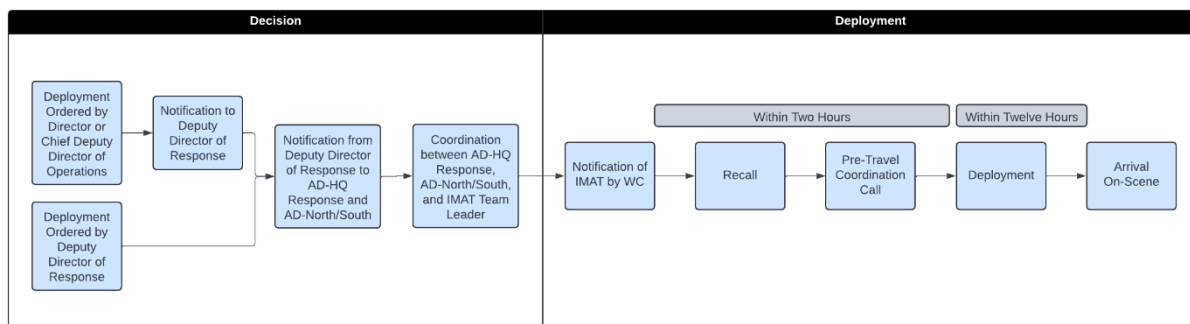 Decision
Deployment
Deployment
Ordered by
Director or
Chief Deputy
Director of
Operations
Notification to
Deputy
Director of
Response
Deployment
Ordered by
Deputy
Director of
Response
Notification from
Deputy Director
of Response to
AD-HQ
Response and
AD-North/South
Coordination
between AD-HQ
Response,
AD-North/South,
and IMAT Team
Leader
Within Two Hours
Within Twelve Hours
Notification of
IMAT by WC
Recall
Pre-Travel
Coordination
Call
Deployment
Arrival
On-Scene